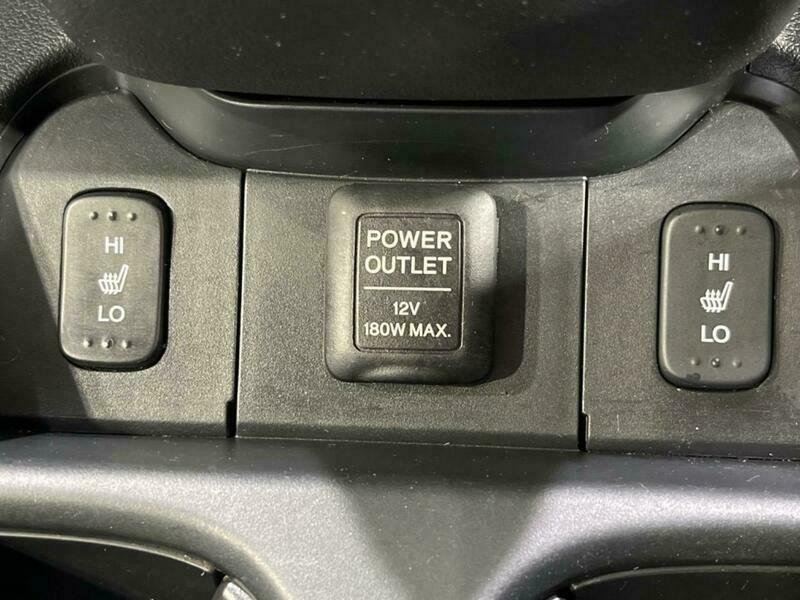 HI
LO
POWER
OUTLET
12V
180W MAX.
HI
LO